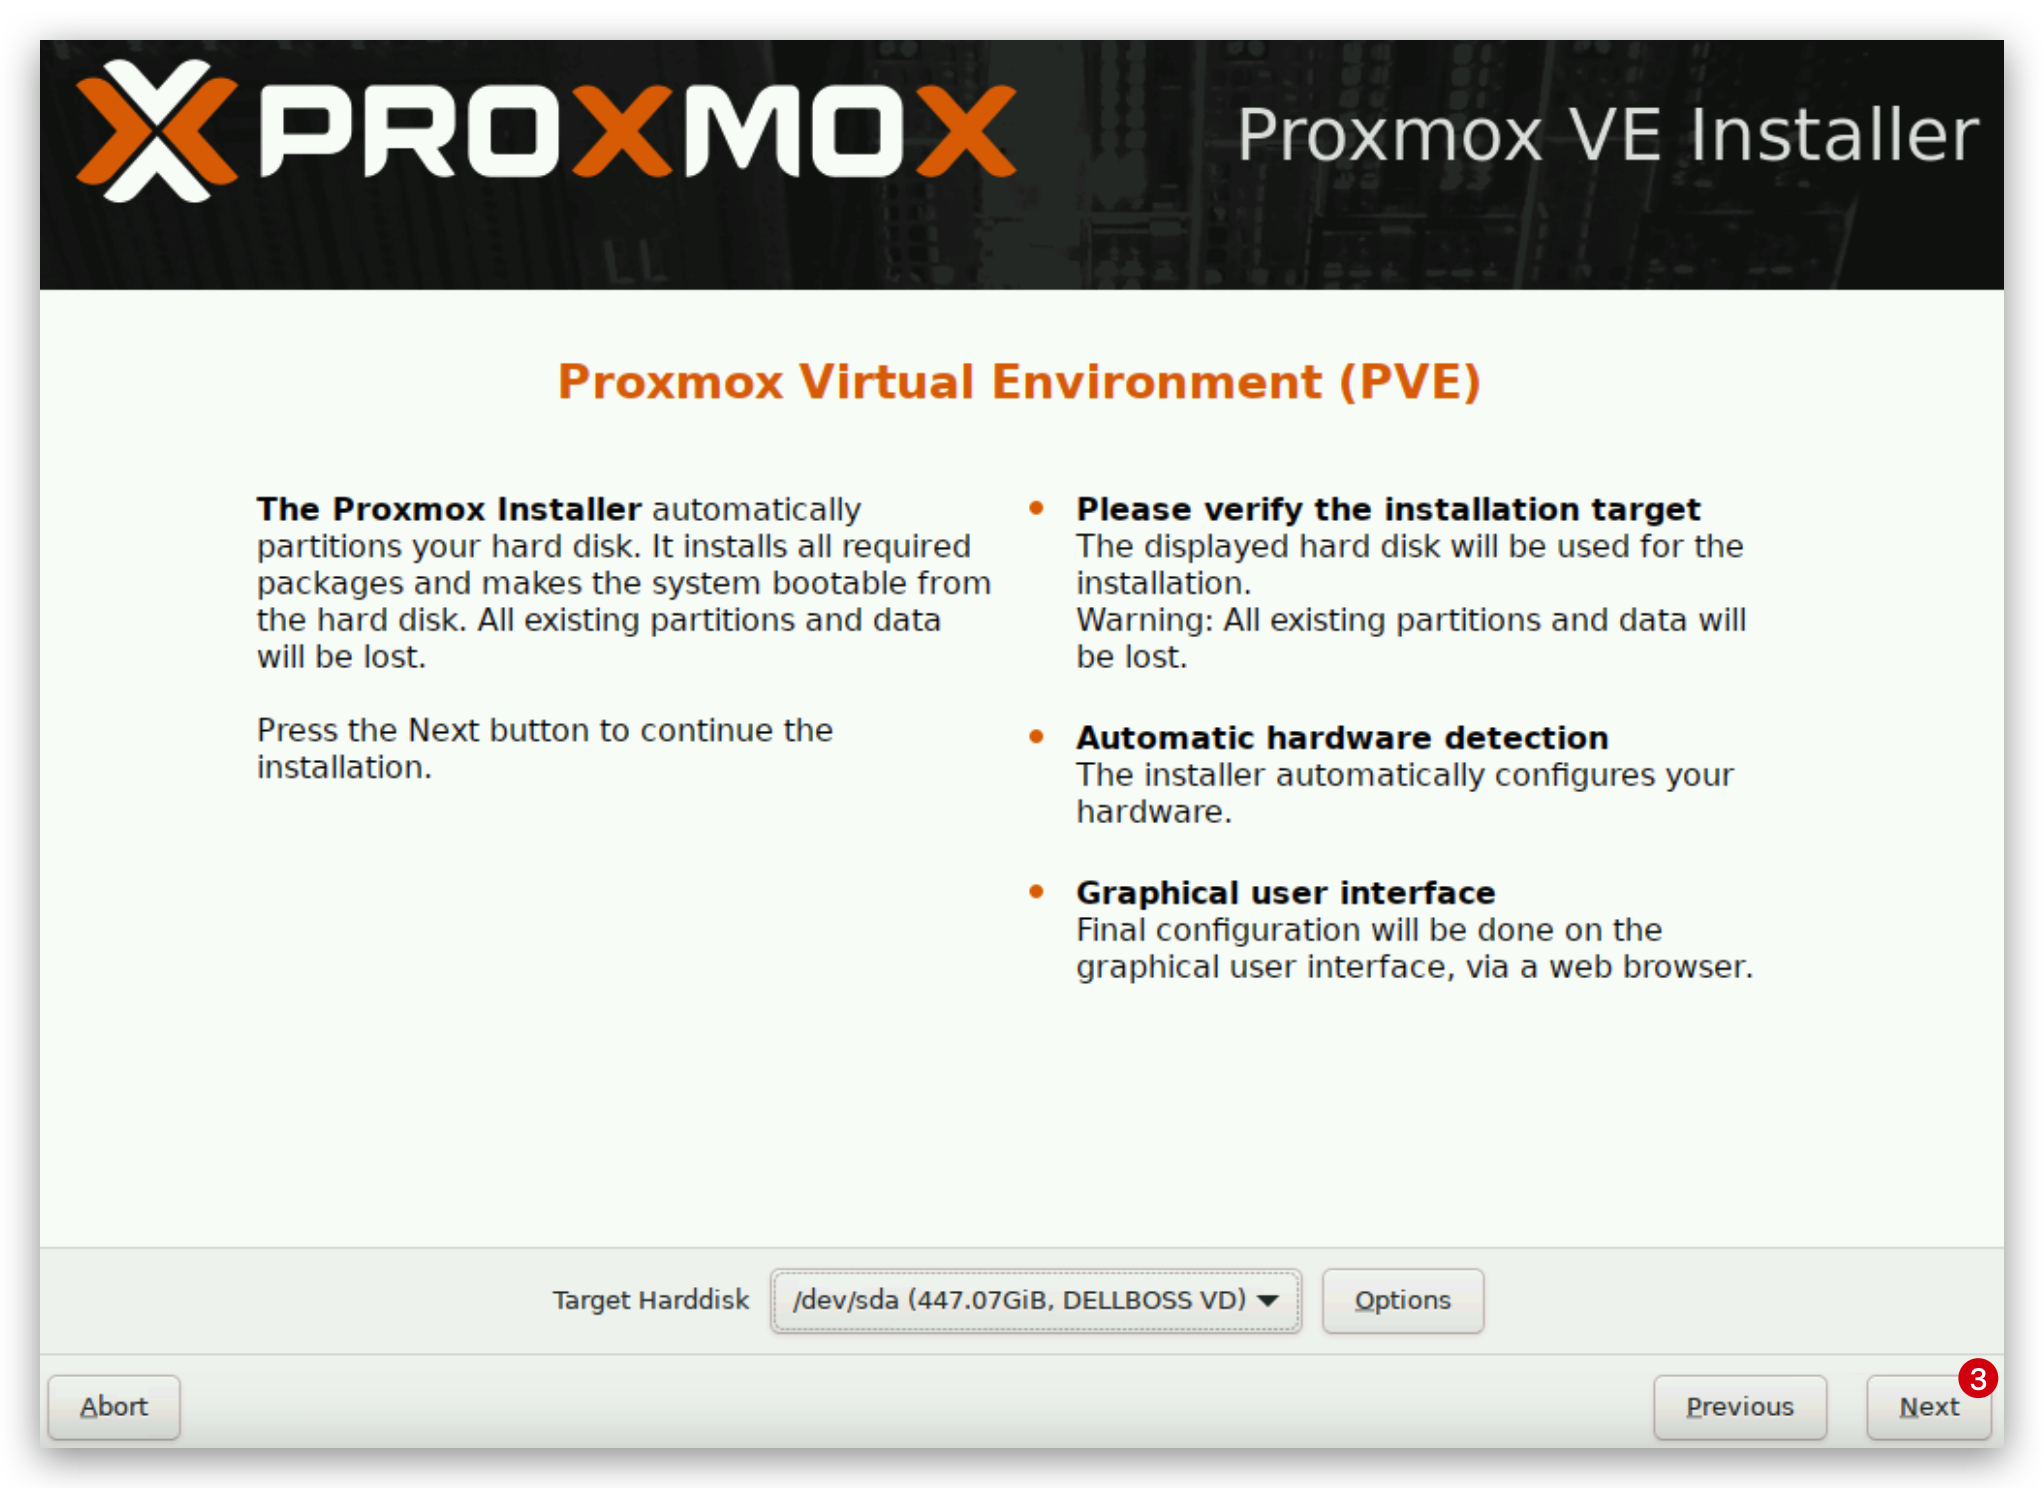 PROXMOX
Proxmox VE Installer
Proxmox Virtual Environment (PVE)
The Proxmox Installer automatically
partitions your hard disk. It installs all required
packages and makes the system bootable from
the hard disk. All existing partitions and data
will be lost.
Press the Next button to continue the
installation.
Please verify the installation target
The displayed hard disk will be used for the
installation.
Warning: All existing partitions and data will
be lost.
Automatic hardware detection
The installer automatically configures your
hardware.
Graphical user interface
Final configuration will be done on the
graphical user interface, via a web browser.
Target Harddisk
/dev/sda (447.07GiB, DELLBOSS VD)
Options
Abort
Previous
Next
3